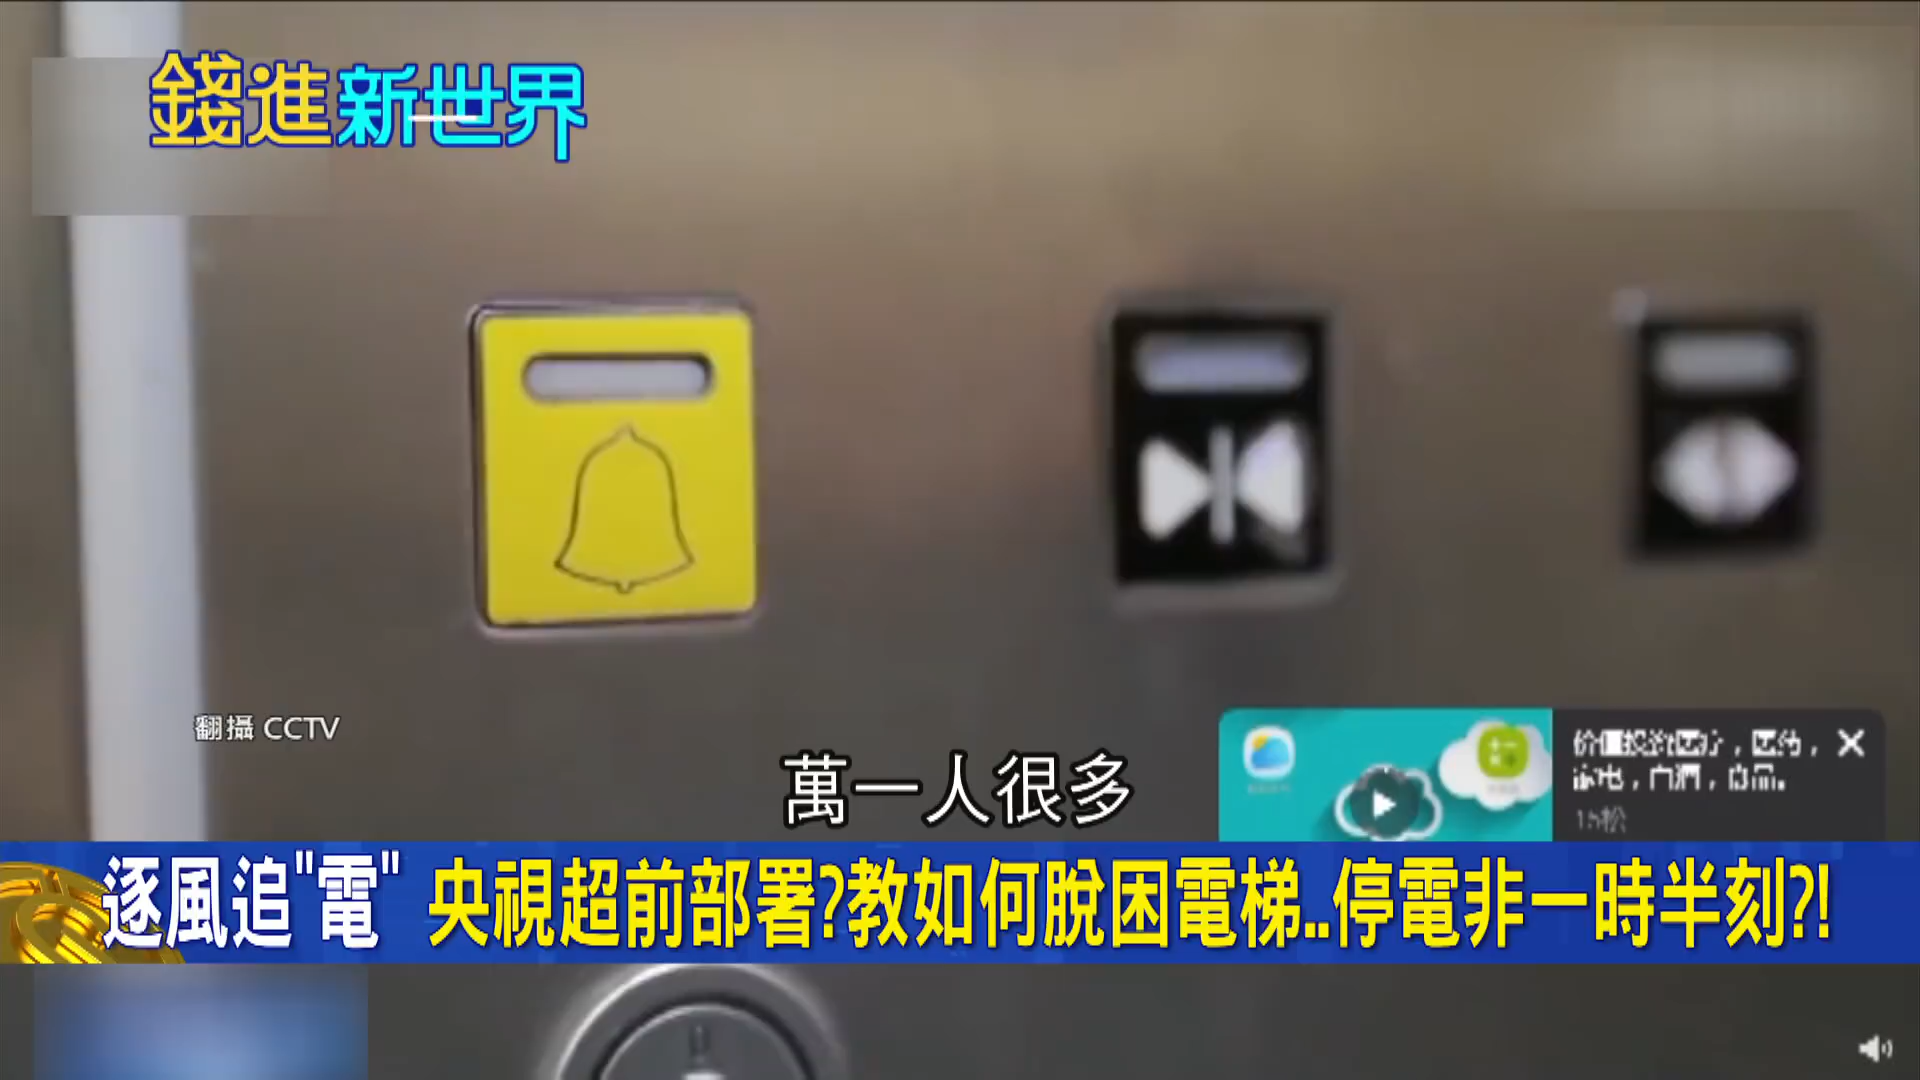 錢進新世界
翻攝 CCTV
萬一人很多
逐風追"電" 央視超前部署?教如何脫困電梯..停電非一時半刻?!